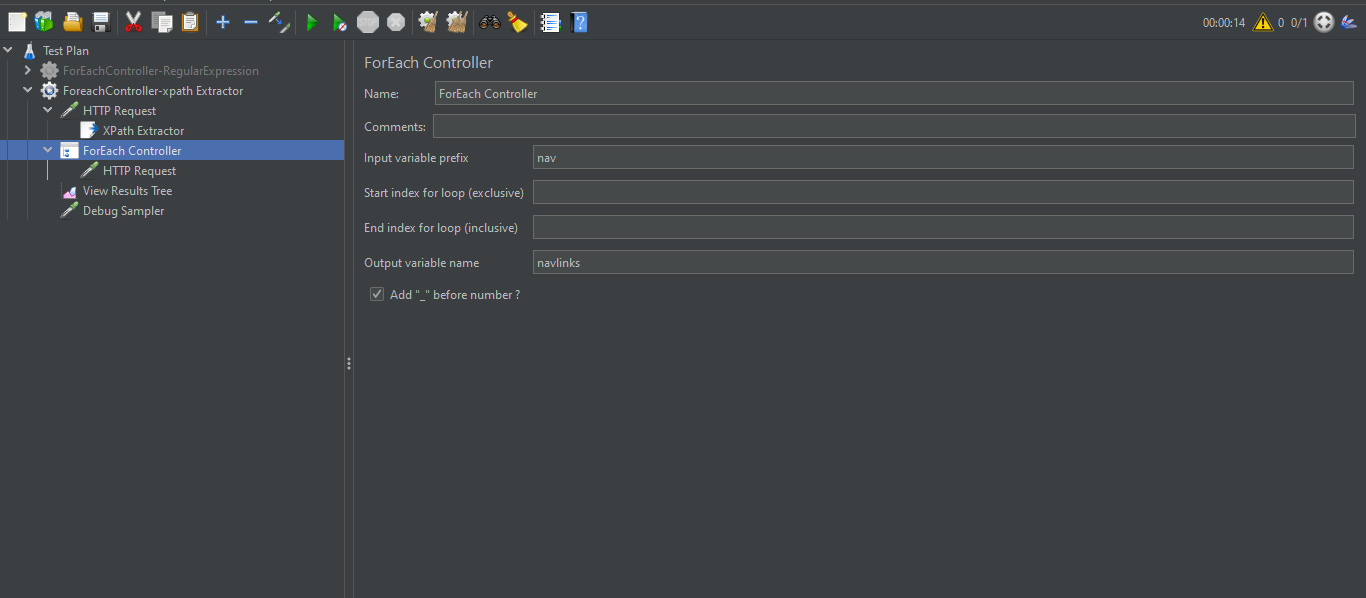 00:00:14 0 0/1
Test Plan
ForEachController-RegularExpression
ForeachController-xpath Extractor
HTTP Request
XPath Extractor
ForEach Controller
HTTP Request
View Results Tree
Debug Sampler
ForEach Controller
Name: ForEach Controller
Comments:
Input variable prefix nav
Start index for loop (exclusive)
End index for loop (inclusive)
Output variable name navlinks
Add "_" before number ?